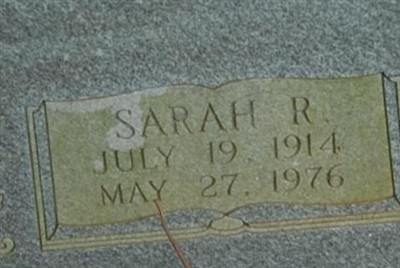 SARAH R.
JULY 19, 1914
MAY 27, 1976